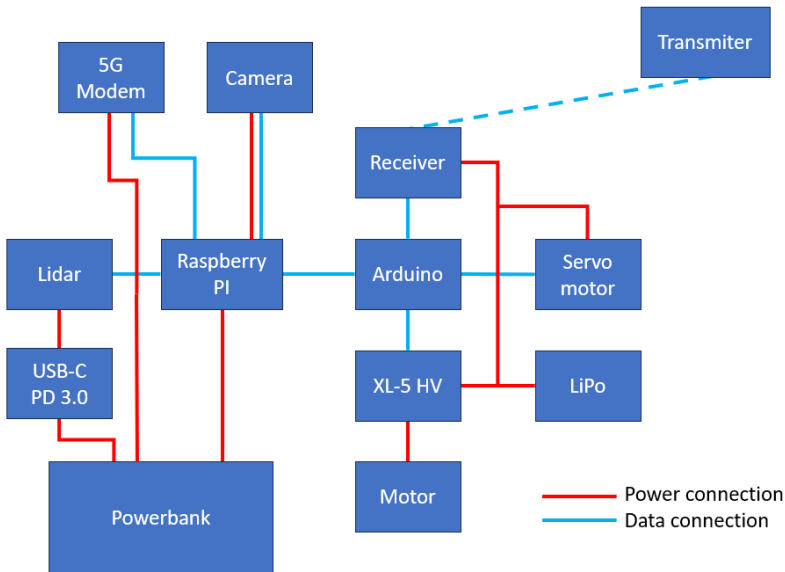 Transmiter
5G
Modem
Camera
Receiver
Lidar
Raspberry
PI
Arduino
Servo
motor
USB-C
PD 3.0
XL-5 HV
LiPo
Powerbank
Motor
Power connection
Data connection